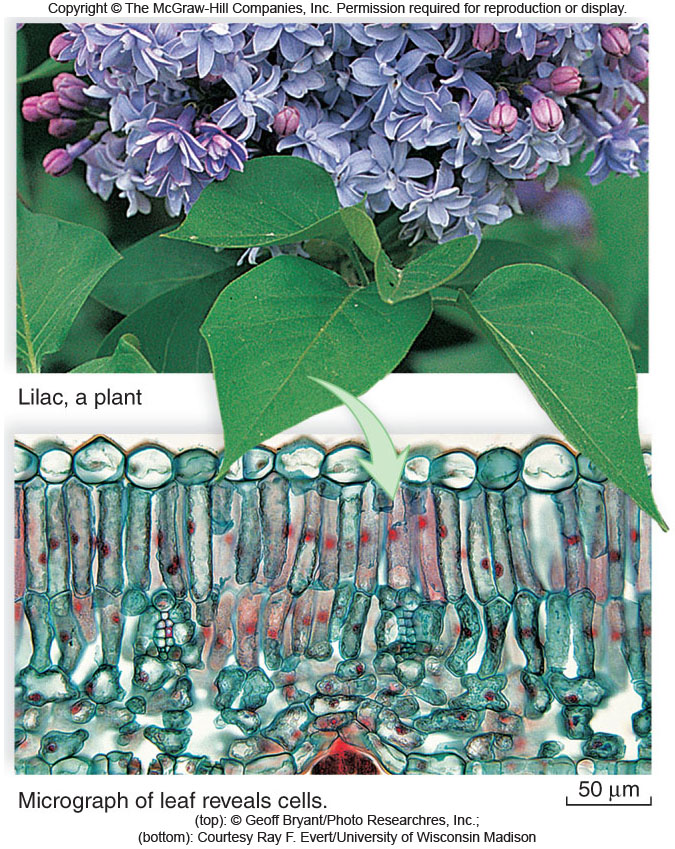 Copyright © The McGraw-Hill Companies, Inc. Permission required for reproduction or display.
Lilac, a plant
Micrograph of leaf reveals cells.
50 μm
(top): © Geoff Bryant/Photo Researchres, Inc.;
(bottom): Courtesy Ray F. Evert/University of Wisconsin Madison